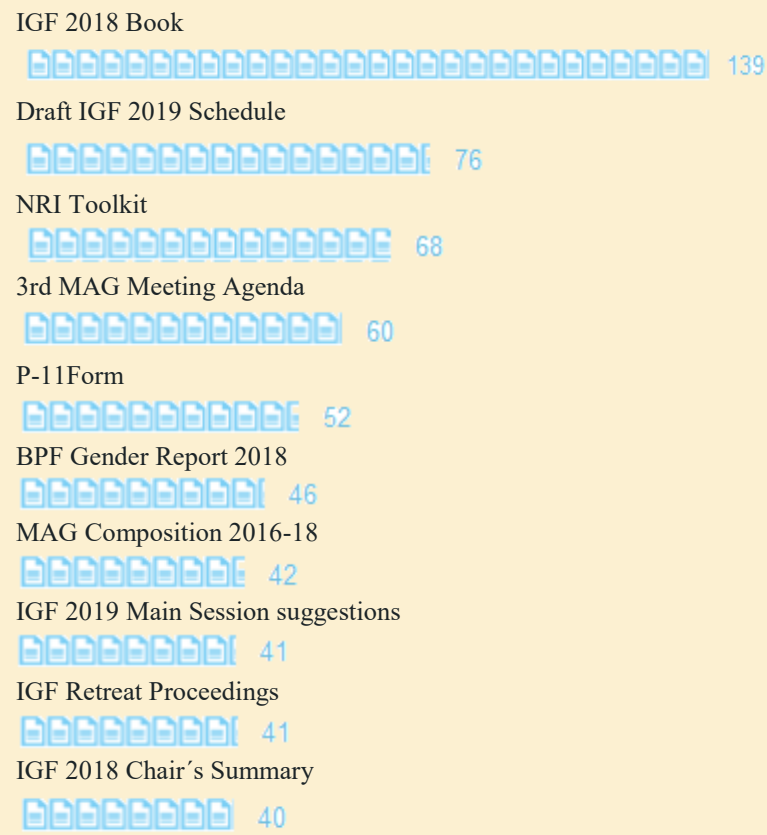 IGF 2018 Book
139
Draft IGF 2019 Schedule
76
NRI Toolkit
68
3rd MAG Meeting Agenda
60
P-11Form
52
BPF Gender Report 2018
46
MAG Composition 2016-18
42
IGF 2019 Main Session suggestions
41
IGF Retreat Proceedings
41
IGF 2018 Chair´s Summary
40